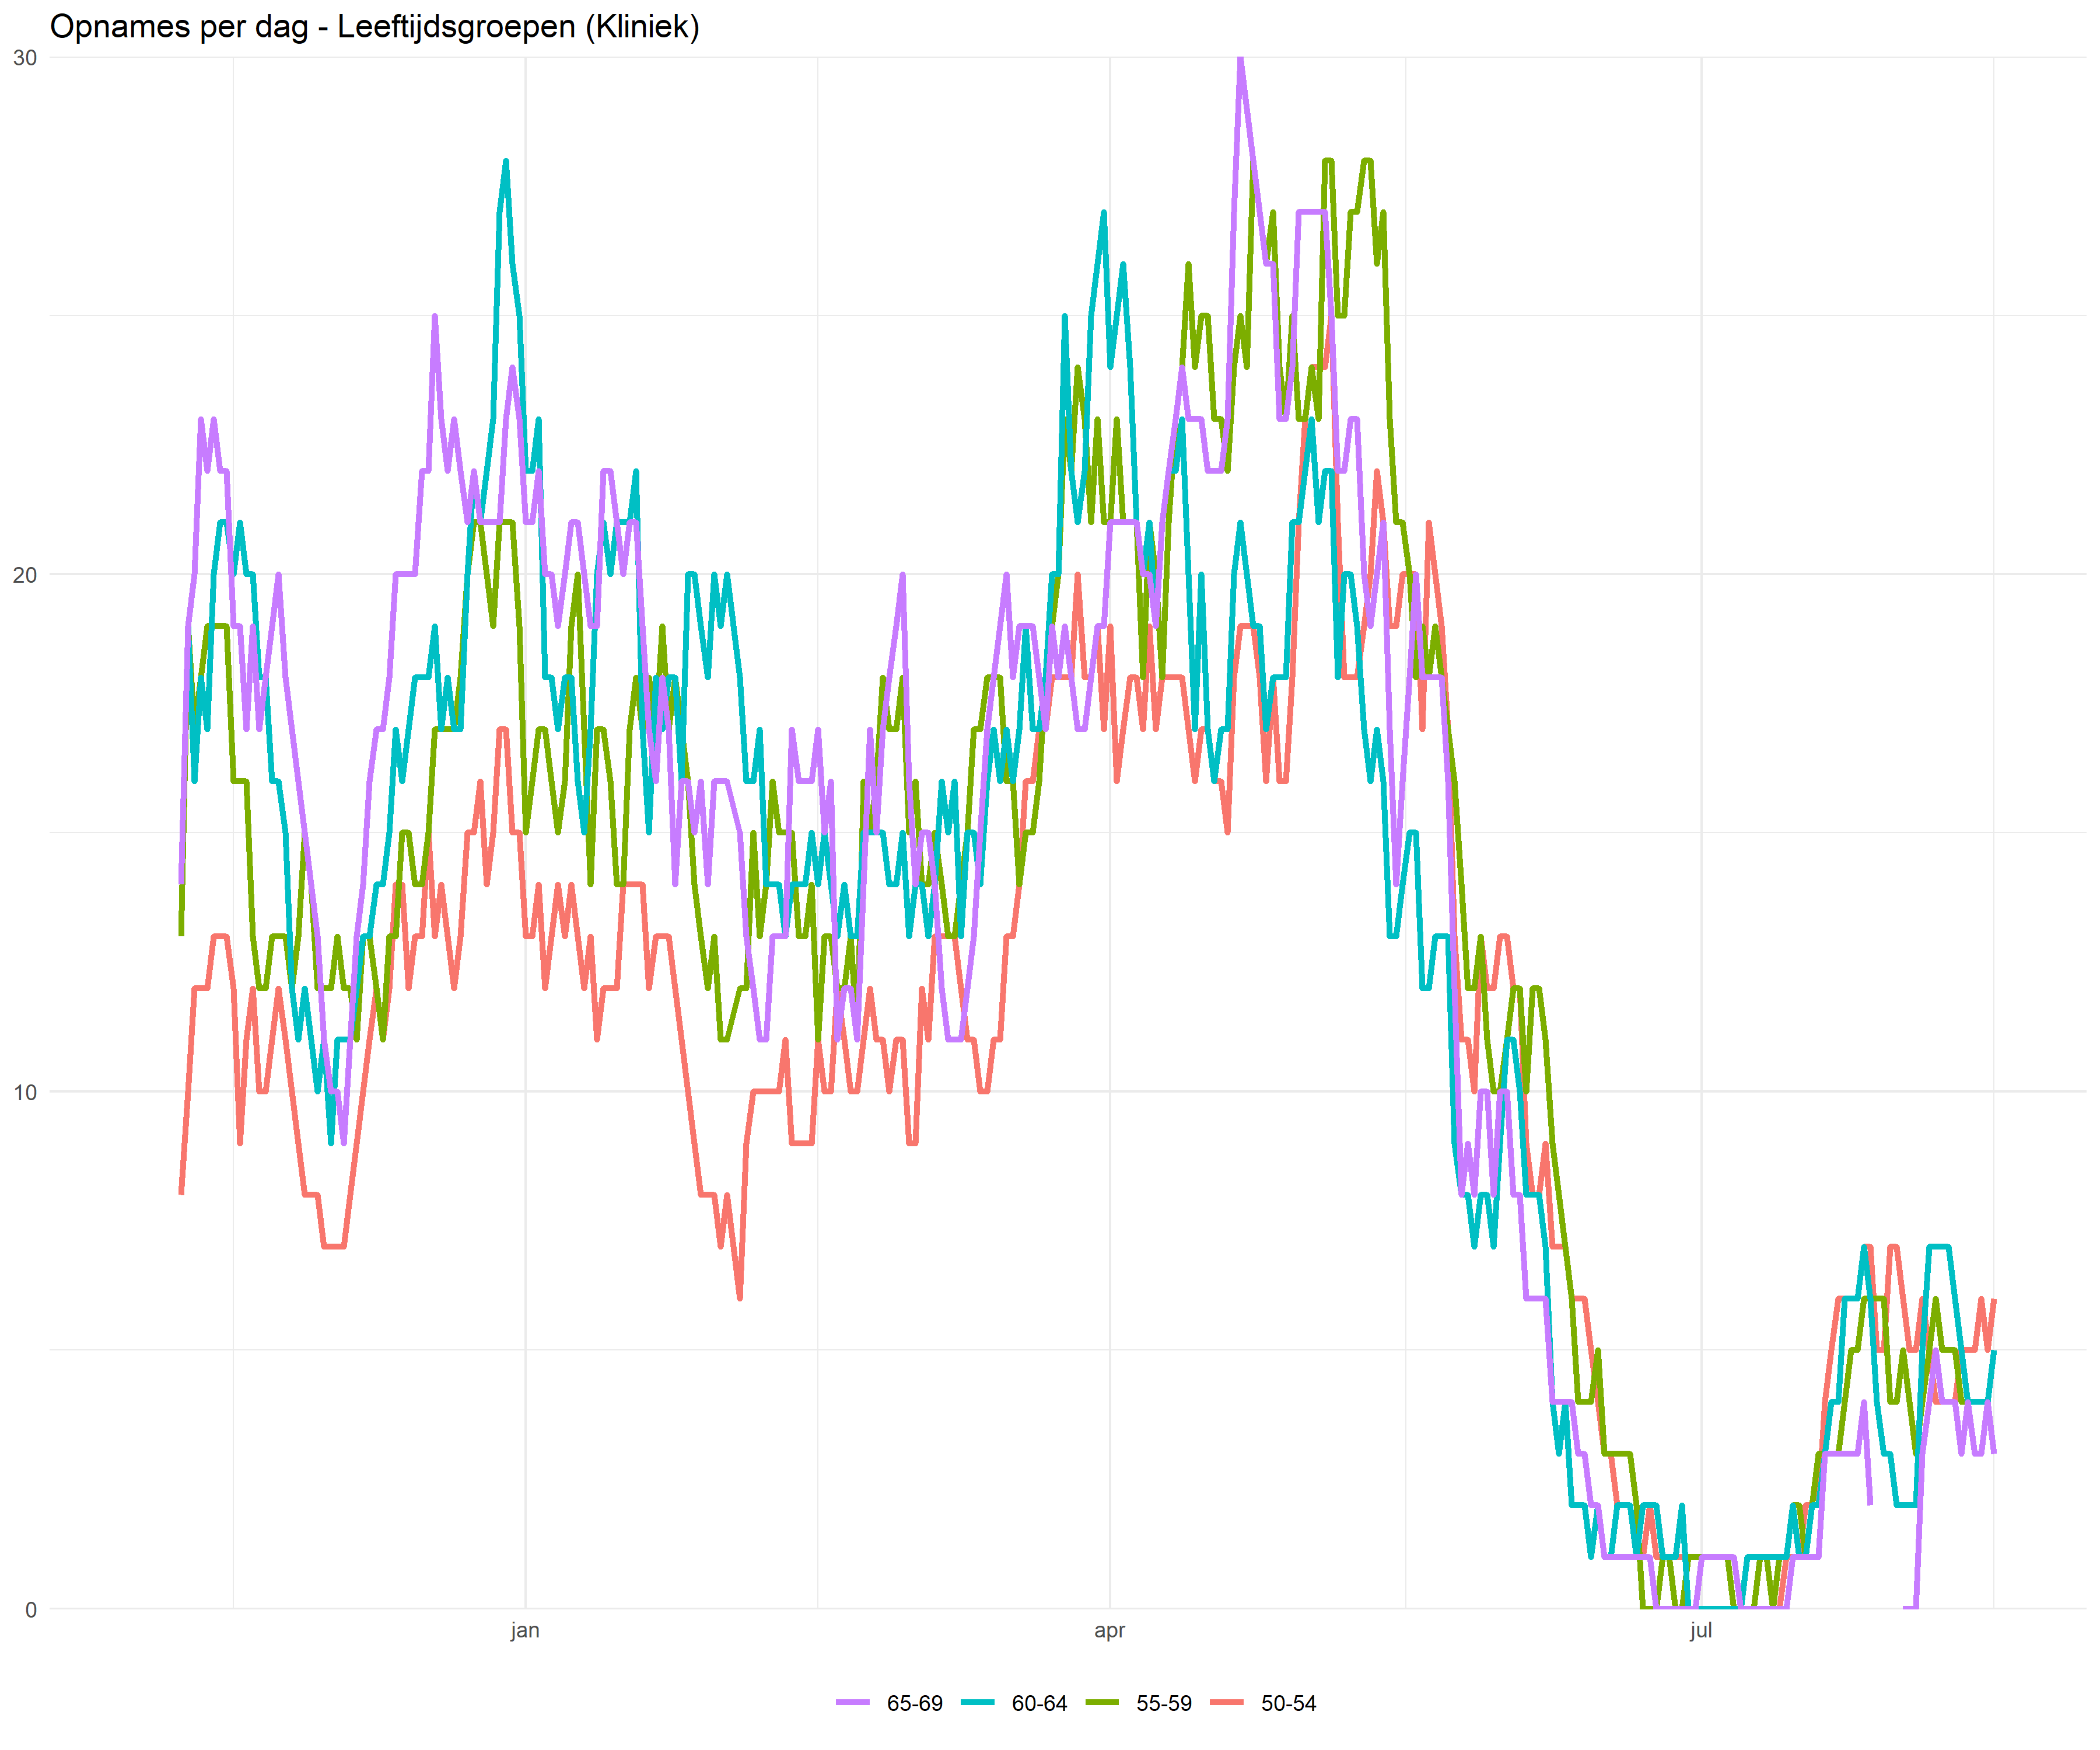 Opnames per dag - Leeftijdsgroepen (Kliniek)
30
20
10
0
jan apr jul
65-69 60-64 55-59 50-54